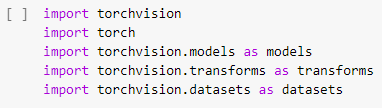 [ ] import torchvision
import torch
import torchvision.models as models
import torchvision.transforms as transforms
import torchvision.datasets as datasets